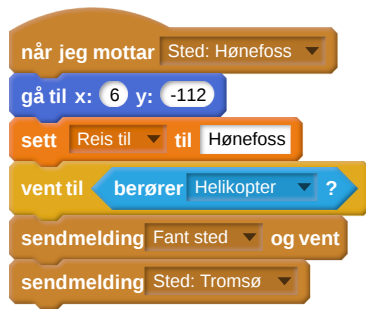 når jeg mottar Sted: Hønefoss
gå til x: 6 y: -112
sett Reis til til Hønefoss
vent til berører Helikopter ?
sendmelding Fant sted og vent
sendmelding Sted: Tromsø